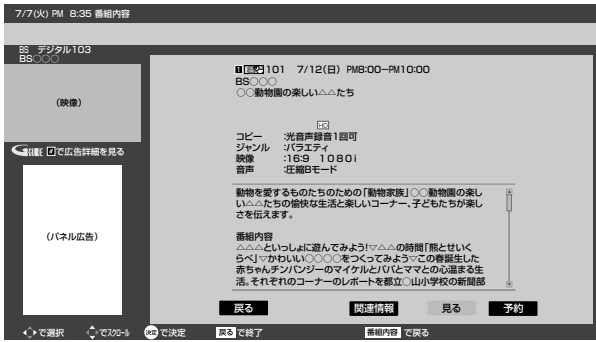 7/7(火) PM 8:35 番組内容
BS デジタル103
BS○○○
(映像)
で広告詳細を見る
(パネル広告)
101 7/12(日) PM8:00-PM10:00
BS○○○
○○動物園の楽しい△△たち
HD
コピー :光音声録音1回可
ジャンル :バラエティ
映像 :16:9 1080i
音声 :圧縮Bモード
動物を愛するものたちのための「動物家族」○○動物園の楽し
い△△たちの愉快な生活と楽しいコーナー、子どもたちが楽し
さを伝えます。
番組内容
△△△といっしょに遊んでみよう!▽△△の時間「熊とせいく
らべ」▽かわいい○○○○をつくってみよう▽この春誕生した
赤ちゃんチンパンジーのマイケルとパパとママとの心温まる生
活。それぞれのコーナーのレポートを都立○山小学校の新聞部
戻る 関連情報 見る 予約
で選択 でスクロール 決定 で決定 戻る で終了 番組内容 で戻る